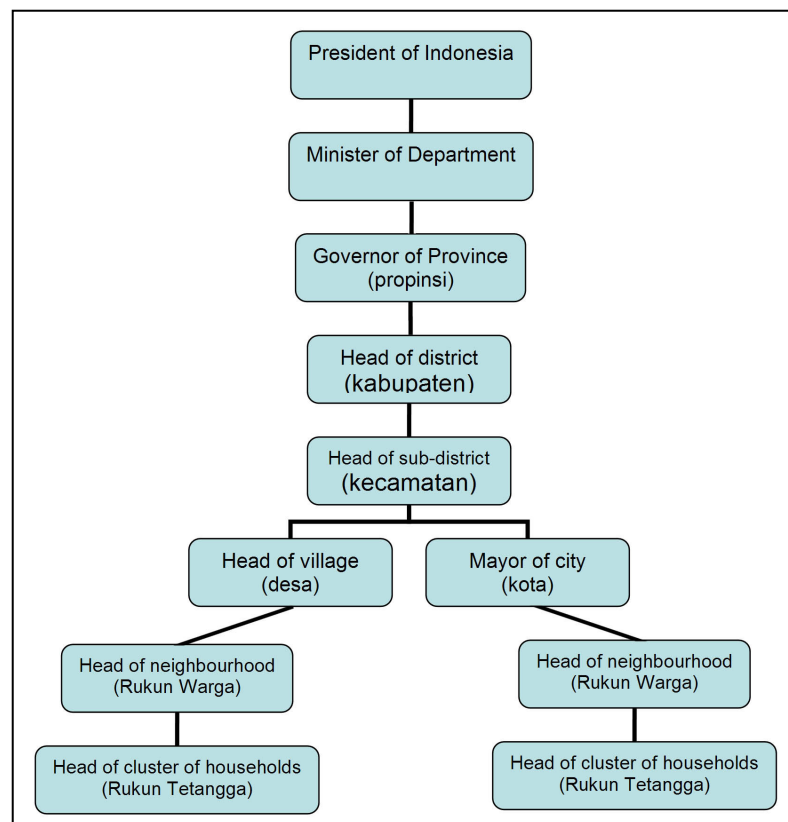 President of Indonesia
Minister of Department
Governor of Province
(propinsi)
Head of district
(kabupaten)
Head of sub-district
(kecamatan)
Head of village
(desa)
Mayor of city
(kota)
Head of neighbourhood
(Rukun Warga)
Head of neighbourhood
(Rukun Warga)
Head of cluster of households
(Rukun Tetangga)
Head of cluster of households
(Rukun Tetangga)